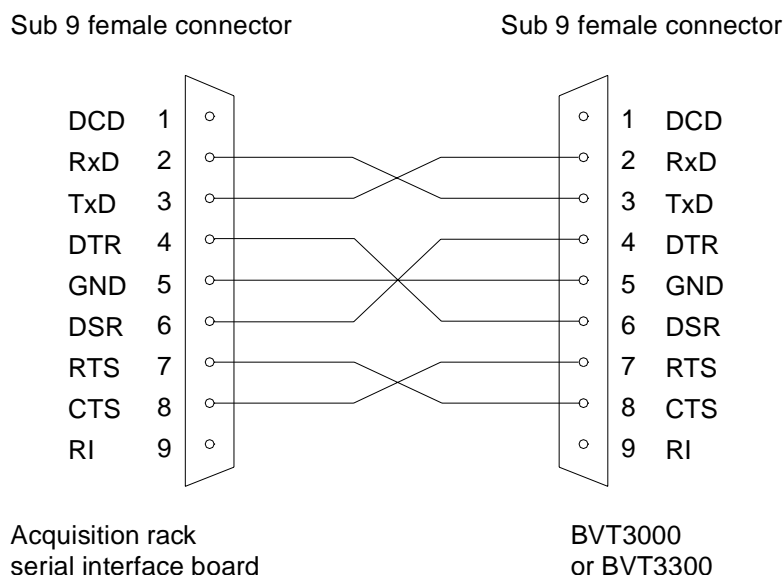 Sub 9 female connector Sub 9 female connector
DCD 1 1 DCD
RxD 2 2 RxD
TxD 3 3 TxD
DTR 4 4 DTR
GND 5 5 GND
DSR 6 6 DSR
RTS 7 7 RTS
CTS 8 8 CTS
RI 9 9 RI
Acquisition rack BVT3000
serial interface board or BVT3300